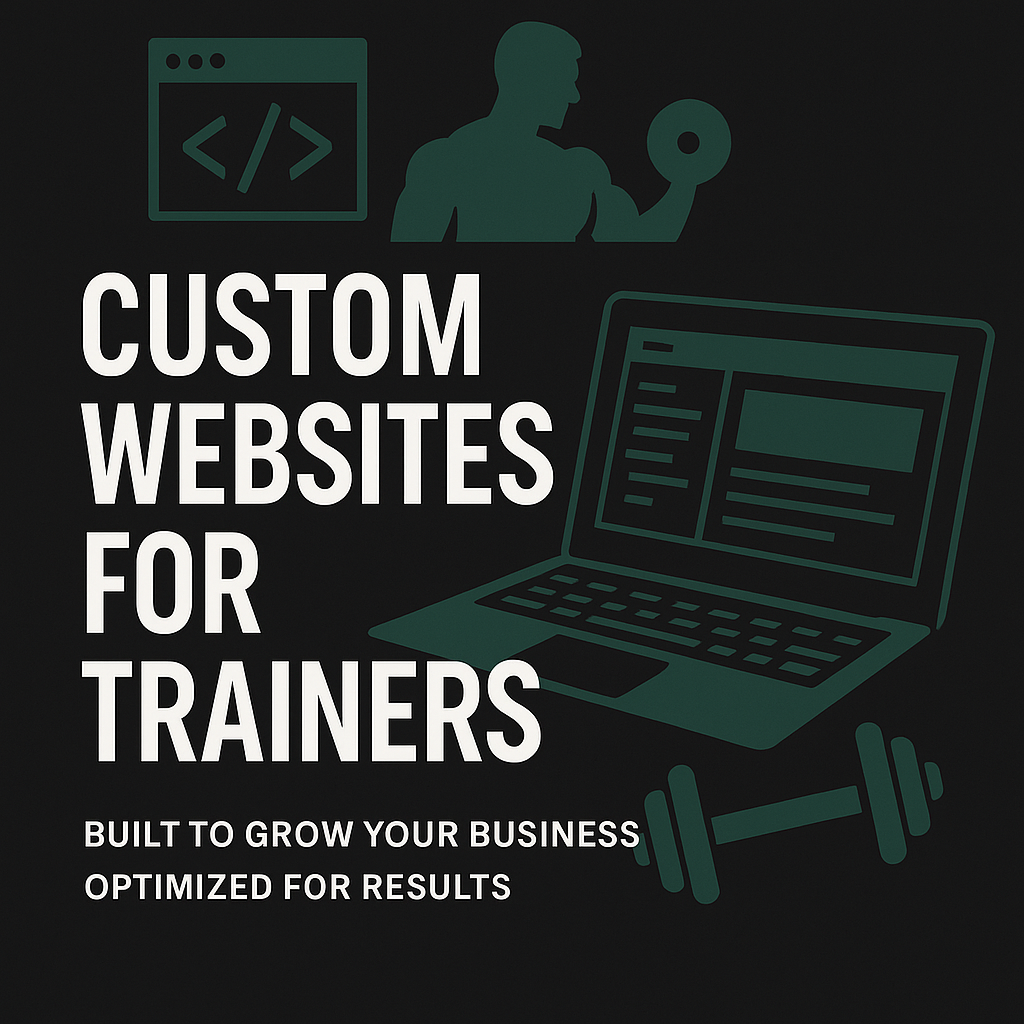 </>
CUSTOM
WEBSITES
FOR
TRAINERS
BUILT TO GROW YOUR BUSINESS
OPTIMIZED FOR RESULTS